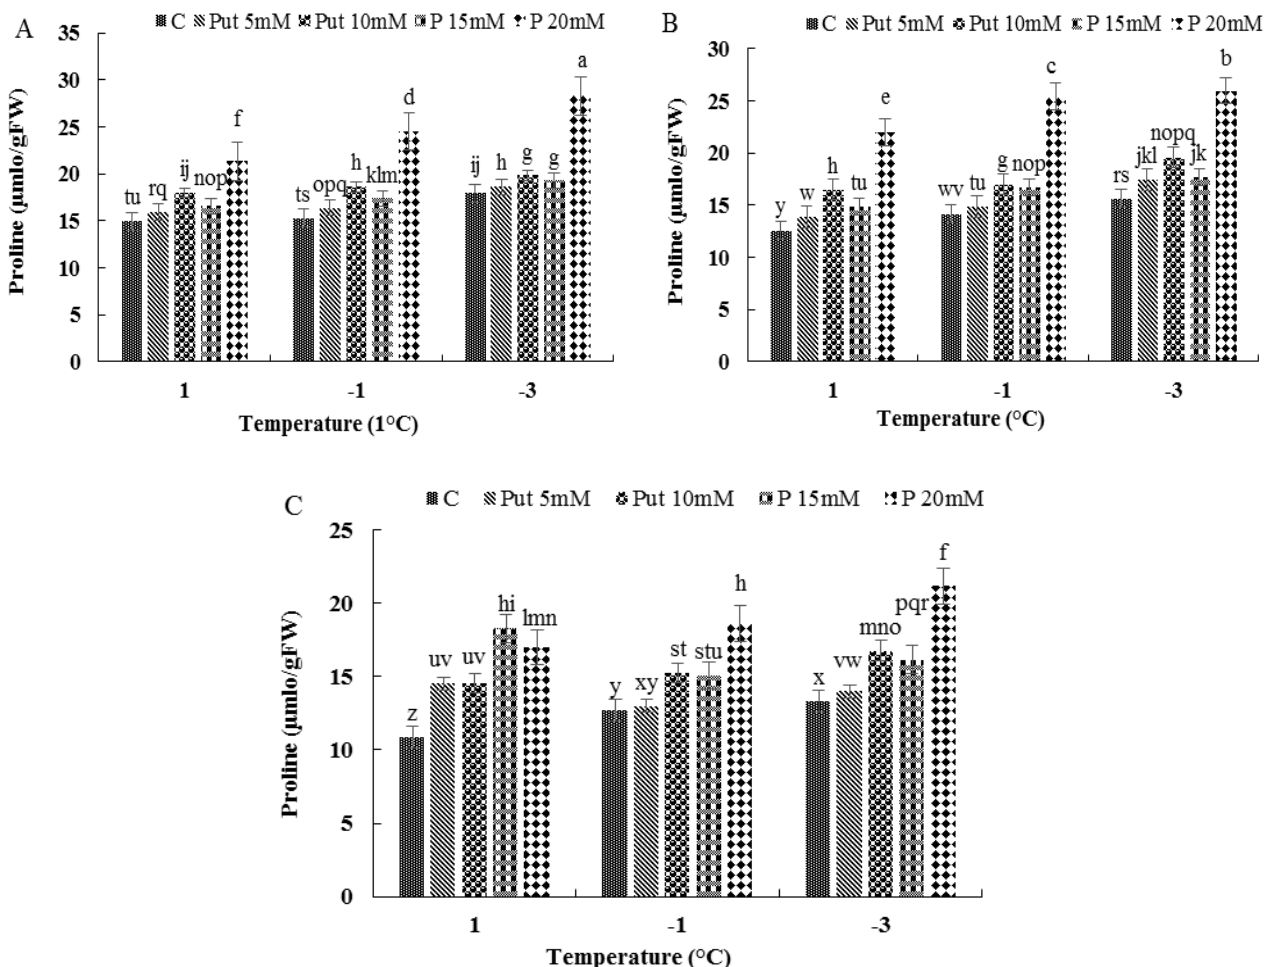 A
C Put 5mM Put 10mM P 15mM P 20mM
35
30
25
20
15
10
5
0
Proline (µmlo/gFW)
tu rq ij nop f
ts opq h klm d
ij h g g a
1 -1 -3
Temperature (1°C)
B
C Put 5mM Put 10mM P 15mM P 20mM
30
25
20
15
10
5
0
Proline (µmlo/gFW)
y w h tu e
wv tu g nop c
rs jkl nopq jk b
1 -1 -3
Temperature (°C)
C
C Put 5mM Put 10mM P 15mM P 20mM
25
20
15
10
5
0
Proline (µmlo/gFW)
z uv uv hi lmn
y xy st stu h
x vw mno pqr f
1 -1 -3
Temperature (°C)